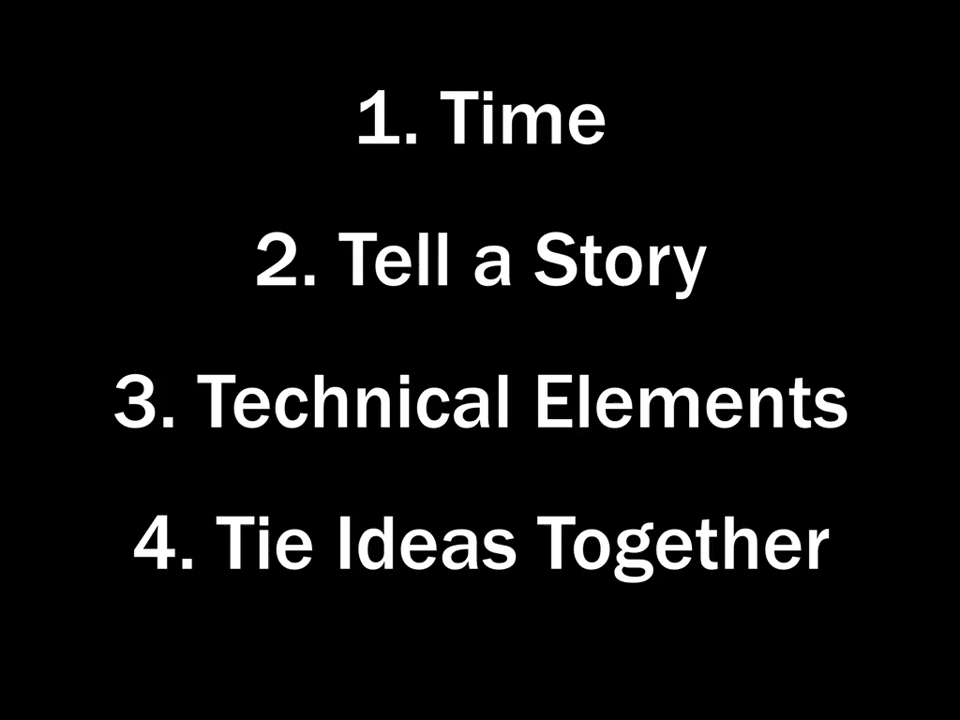 1. Time
2. Tell a Story
3. Technical Elements
4. Tie Ideas Together